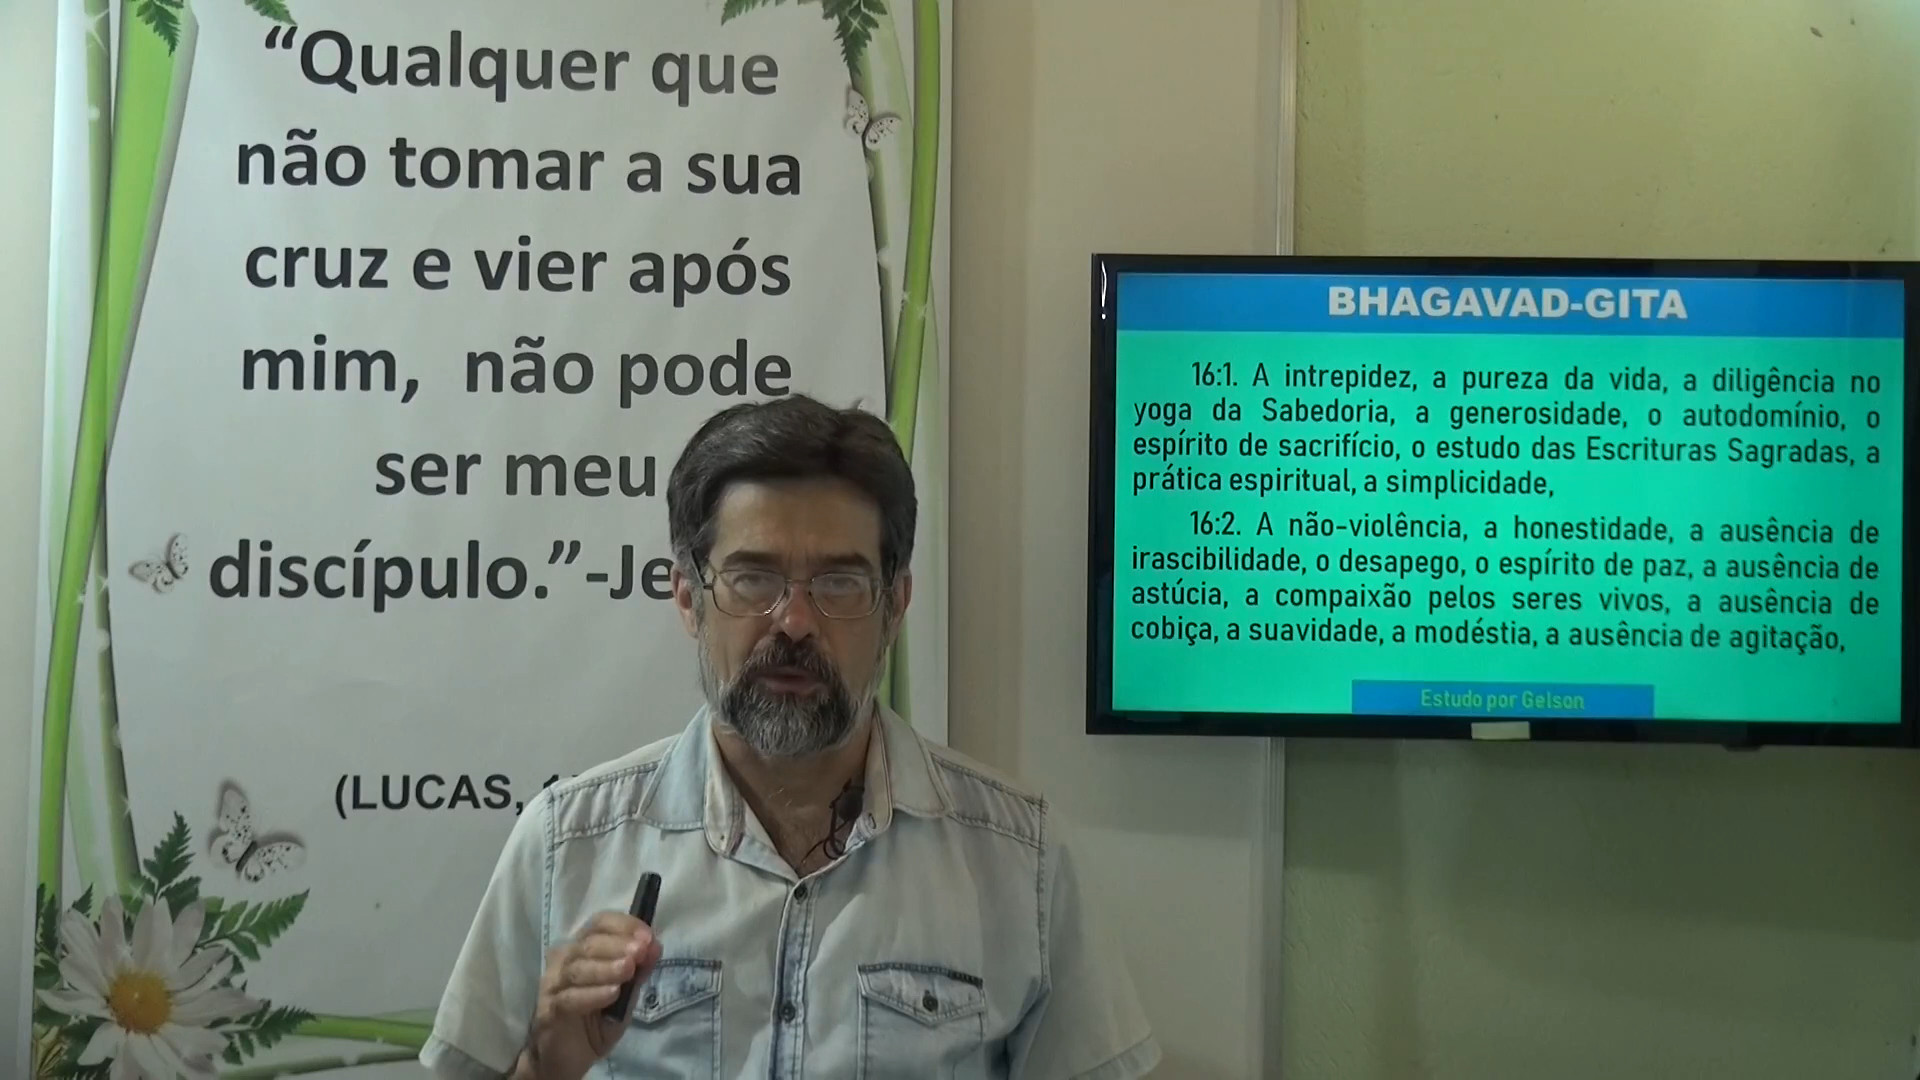 “Qualquer que
não tomar a sua
cruz e vier após
mim, não pode
ser meu
discípulo.”-Je
(LUCAS,
BHAGAVAD-GITA
16:1. A intrepidez, a pureza da vida, a diligência no
yoga da Sabedoria, a generosidade, o autodomínio, o
espírito de sacrifício, o estudo das Escrituras Sagradas, a
prática espiritual, a simplicidade,
16:2. A não-violência, a honestidade, a ausência de
irascibilidade, o desapego, o espírito de paz, a ausência de
astúcia, a compaixão pelos seres vivos, a ausência de
cobiça, a suavidade, a modéstia, a ausência de agitação,
Estudo por Gelson